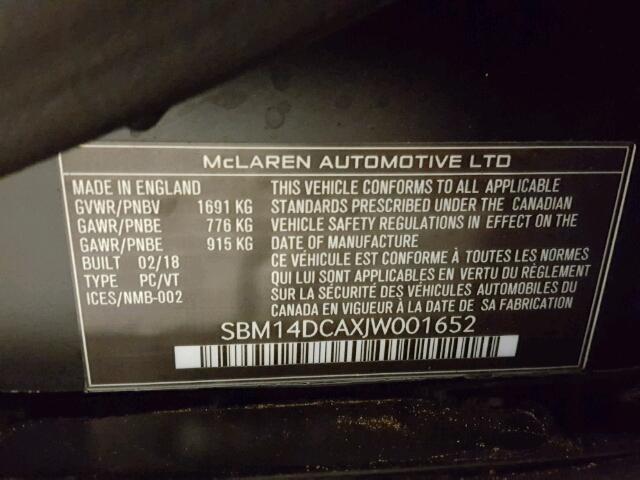 McLAREN AUTOMOTIVE LTD
MADE IN ENGLAND
GVWR/PNBV 1691 KG
GAWR/PNBE 776 KG
GAWR/PNBE 915 KG
BUILT 02/18
TYPE PC/VT
ICES/NMB-002
THIS VEHICLE CONFORMS TO ALL APPLICABLE
STANDARDS PRESCRIBED UNDER THE CANADIAN
VEHICLE SAFETY REGULATIONS IN EFFECT ON THE
DATE OF MANUFACTURE
CE VÉHICULE EST CONFORME À TOUTES LES NORMES
QUI LUI SONT APPLICABLES EN VERTU DU RÈGLEMENT
SUR LA SÉCURITÉ DES VÉHICULES AUTOMOBILES DU
CANADA EN VIGUEUR À LA DATE DE SA FABRICATION
SBM14DCAXJW001652